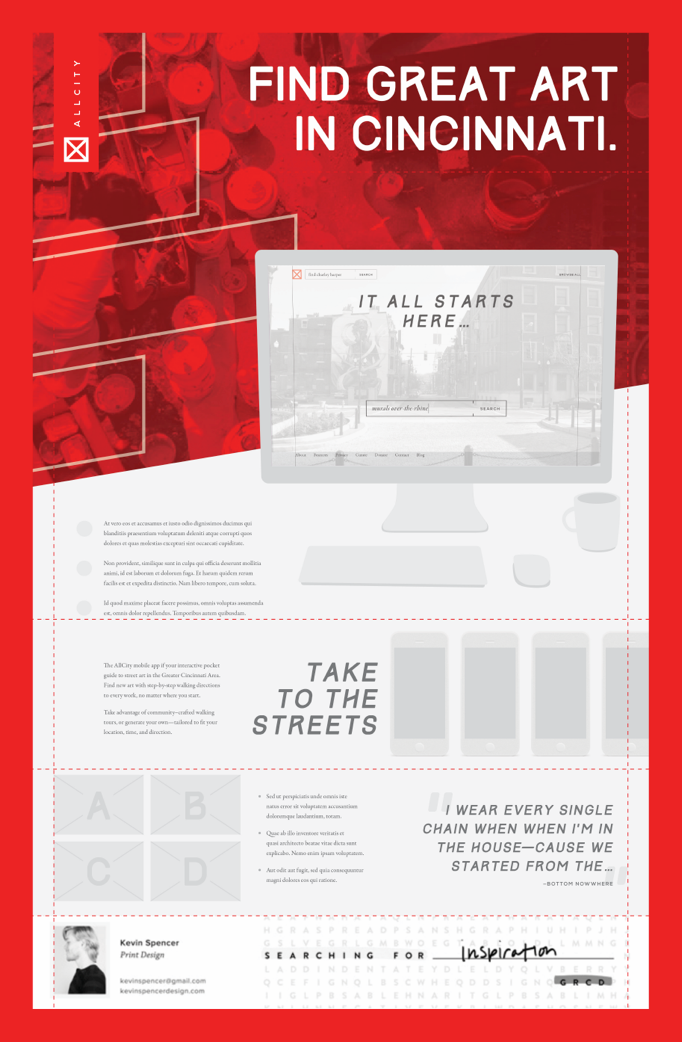 ALLCITY
FIND GREAT ART
IN CINCINNATI.
find charley harper
SEARCH
IT ALL STARTS
HERE…
murals over-the-rhine
SEARCH
About
Donate
Contact
Blog
At vero eos et accusamus et iusto odio dignissimos ducimus qui
blanditiis praesentium voluptatum deleniti atque corrupti quos
dolores et quas molestias excepturi sint occaecati cupiditate.
Non provident, similique sunt in culpa qui officia deserunt mollitia
animi, id est laborum et dolorum fuga. Et harum quidem rerum
facilis est et expedita distinctio. Nam libero tempore, cum soluta.
Id quod maxime placeat facere possimus, omnis voluptas assumenda
est, omnis dolor repellendus. Temporibus autem quibusdam.
The AllCity mobile app if your interactive pocket
guide to street art in the Greater Cincinnati Area.
Find new art with step-by-step walking directions
to every work, no matter where you start.
Take advantage of community–crafted walking
tours, or generate your own—tailored to fit your
location, time, and direction.
TAKE
TO THE
STREETS
A B
C D
Sed ut perspiciatis unde omnis iste
natus error sit voluptatem accusantium
doloremque laudantium, totam.
Quae ab illo inventore veritatis et
quasi architecto beatae vitae dicta sunt
explicabo. Nemo enim ipsam voluptatem.
Aut odit aut fugit, sed quia consequuntur
magni dolores eos qui ratione.
"I WEAR EVERY SINGLE
CHAIN WHEN WHEN I'M IN
THE HOUSE—CAUSE WE
STARTED FROM THE…"
–BOTTOM NOWWHERE
Kevin Spencer
Print Design
kevinspencer@gmail.com
kevinspencerdesign.com
SEARCHING FOR inspiration
GRCD